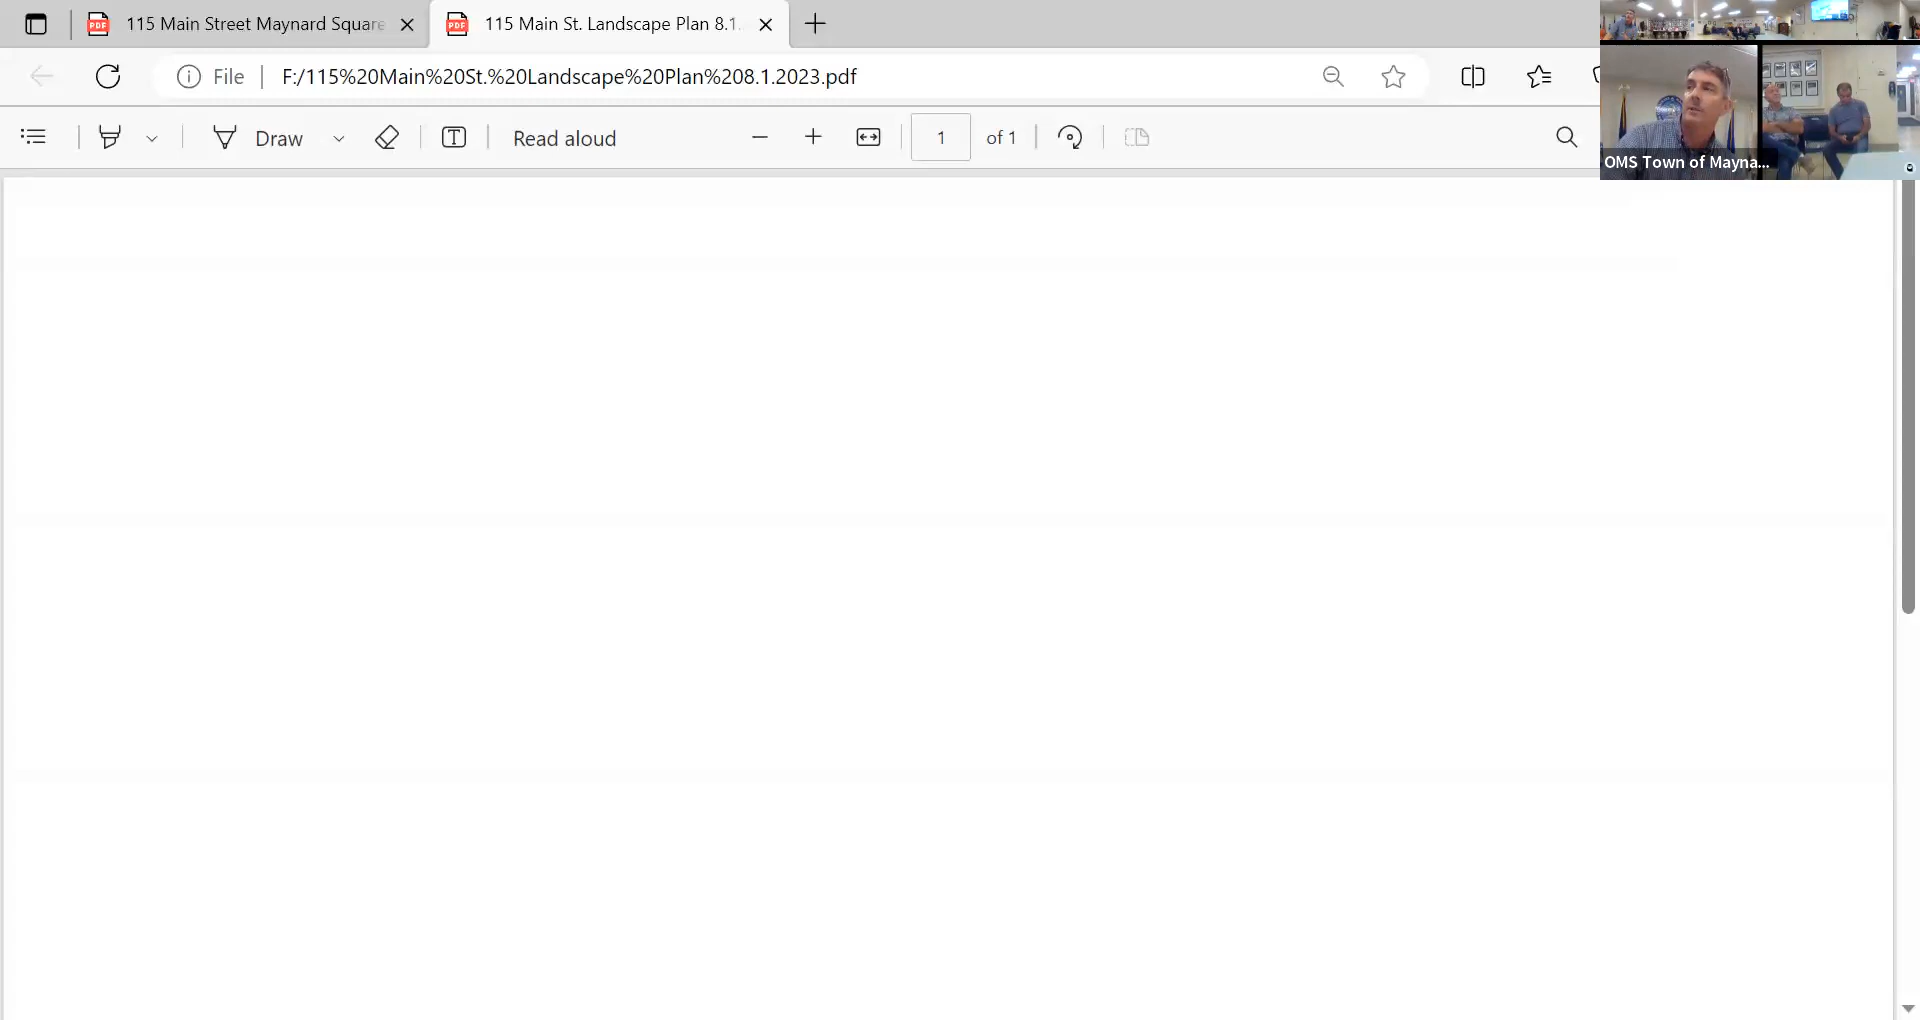 115 Main Street Maynard Square
115 Main St. Landscape Plan 8.1.
File
F:/115%20Main%20St.%20Landscape%20Plan%208.1.2023.pdf
Draw
Read aloud
1
of 1
OMS Town of Mayna...